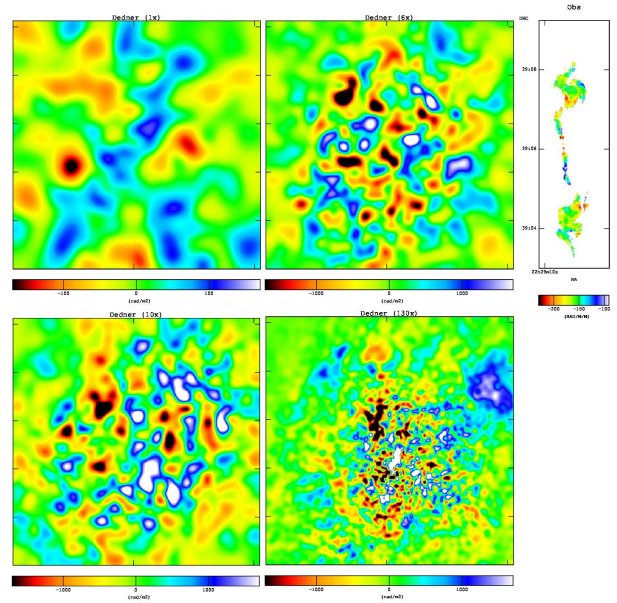 Dedner (1x)
Dedner (6x)
Obs
DEC
39:08
39:06
39:04
22h29m10s
RA
-100 0 100
(rad/m2)
-1000 0 1000
(rad/m2)
-200 -150 -100
(RAD/M/M)
Dedner (10x)
Dedner (130x)
-1000 0 1000
(rad/m2)
-1000 0 1000
(rad/m2)